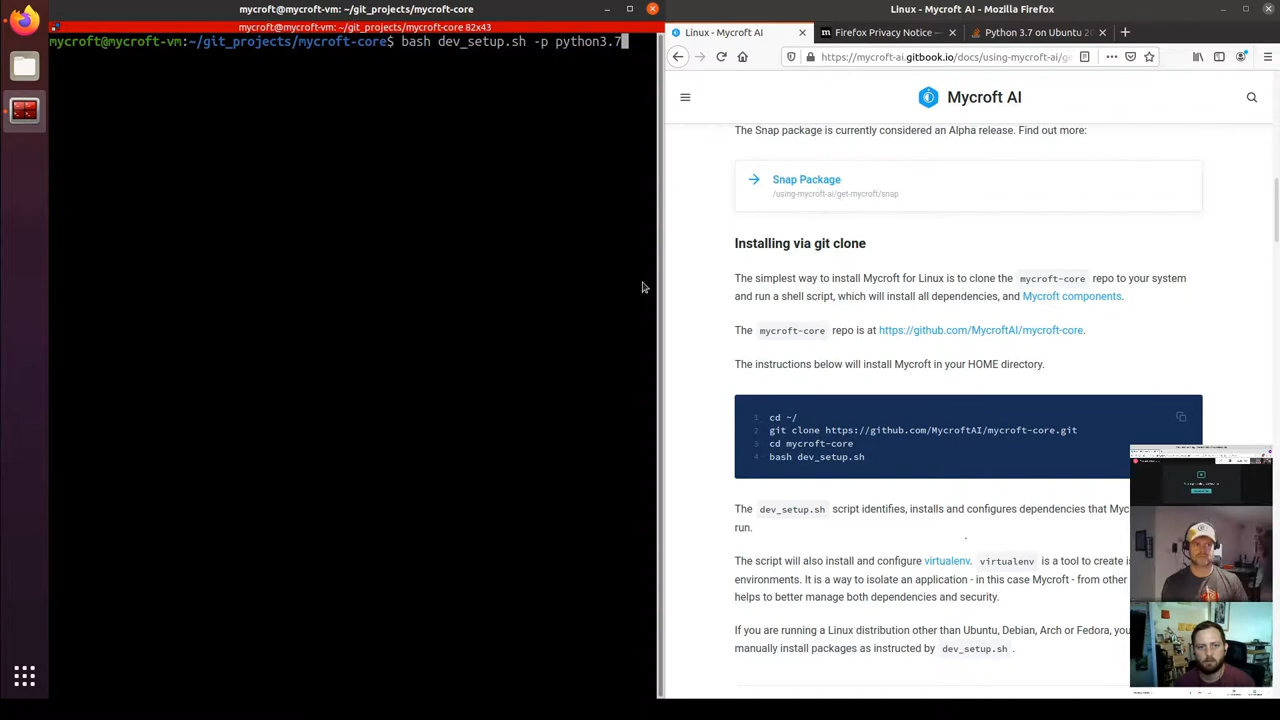 mycroft@mycroft-vm: ~/git_projects/mycroft-core
mycroft@mycroft-vm: ~/git_projects/mycroft-core 82x43
mycroft@mycroft-vm:~/git_projects/mycroft-core$ bash dev_setup.sh -p python3.7
Linux - Mycroft AI - Mozilla Firefox
Linux - Mycroft AI
Firefox Privacy Notice —
Python 3.7 on Ubuntu 20
https://mycroft-ai.gitbook.io/docs/using-mycroft-ai/ge
Mycroft AI
The Snap package is currently considered an Alpha release. Find out more:
Snap Package
/using-mycroft-ai/get-mycroft/snap
Installing via git clone
The simplest way to install Mycroft for Linux is to clone the mycroft-core repo to your system
and run a shell script, which will install all dependencies, and Mycroft components.
The mycroft-core repo is at https://github.com/MycroftAI/mycroft-core.
The instructions below will install Mycroft in your HOME directory.
1 cd ~/
2 git clone https://github.com/MycroftAI/mycroft-core.git
3 cd mycroft-core
4 bash dev_setup.sh
The dev_setup.sh script identifies, installs and configures dependencies that Myc
run.
The script will also install and configure virtualenv. virtualenv is a tool to create is
environments. It is a way to isolate an application - in this case Mycroft - from other
helps to better manage both dependencies and security.
If you are running a Linux distribution other than Ubuntu, Debian, Arch or Fedora, you
manually install packages as instructed by dev_setup.sh .